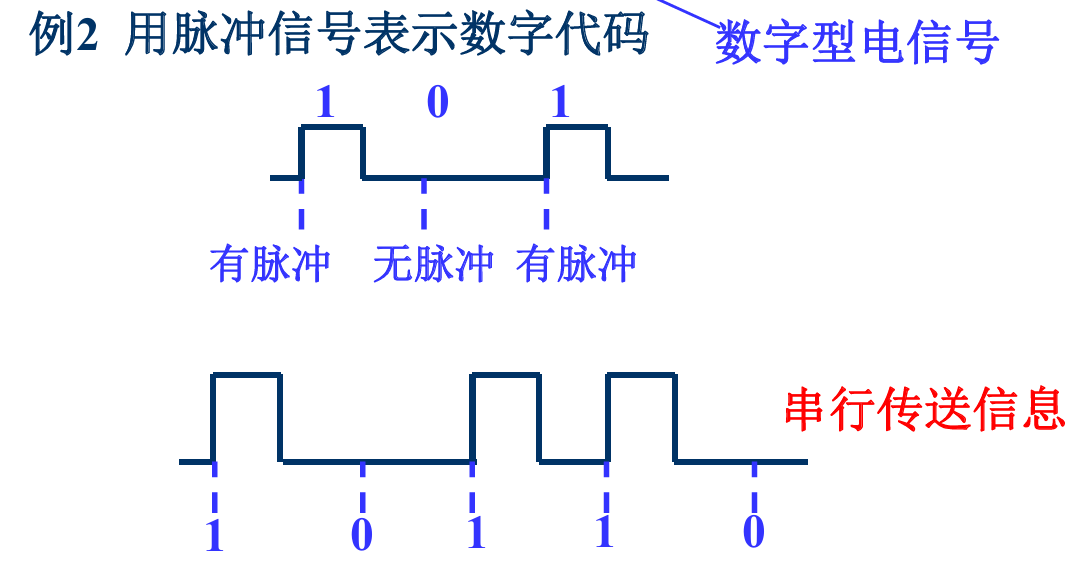 例2 用脉冲信号表示数字代码
数字型电信号
1 0 1
有脉冲 无脉冲 有脉冲
串行传送信息
1 0 1 1 0